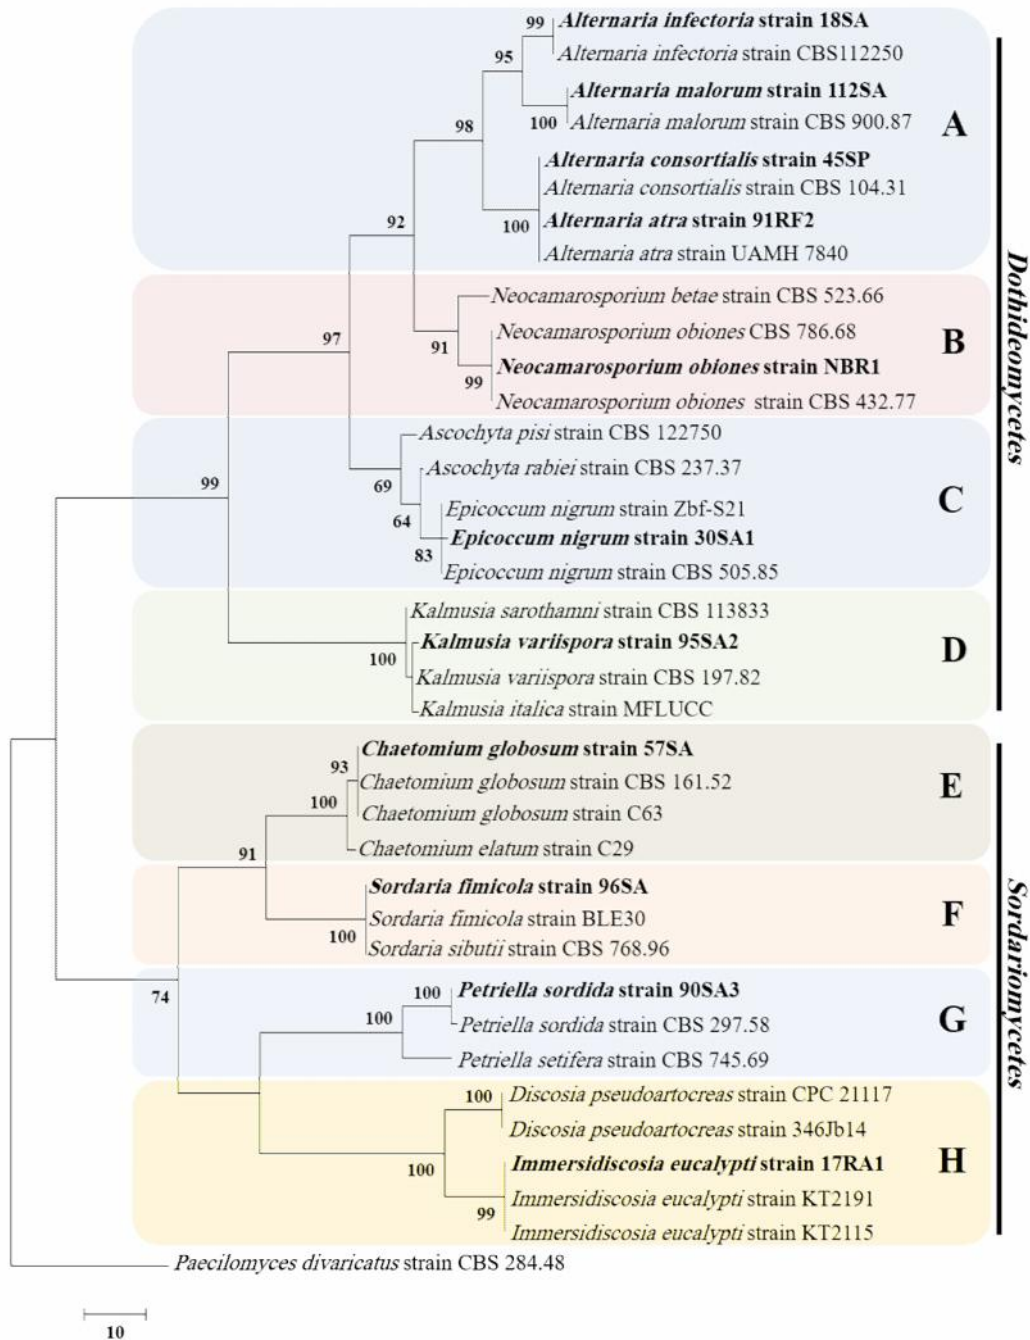 99
Alternaria infectoria strain 18SA
Alternaria infectoria strain CBS112250
95
Alternaria malorum strain 112SA
100
Alternaria malorum strain CBS 900.87
A
98
Alternaria consortialis strain 45SP
Alternaria consortialis strain CBS 104.31
100
Alternaria atra strain 91RF2
Alternaria atra strain UAMH 7840
92
Dothideomycetes
Neocamarosporium betae strain CBS 523.66
Neocamarosporium obiones CBS 786.68
B
91
Neocamarosporium obiones strain NBR1
99
Neocamarosporium obiones strain CBS 432.77
97
Ascochyta pisi strain CBS 122750
Ascochyta rabiei strain CBS 237.37
69
C
Epicoccum nigrum strain Zbf-S21
64
Epicoccum nigrum strain 30SA1
83
Epicoccum nigrum strain CBS 505.85
99
Kalmusia sarothamni strain CBS 113833
Kalmusia variispora strain 95SA2
D
100
Kalmusia variispora strain CBS 197.82
Kalmusia italica strain MFLUCC
Chaetomium globosum strain 57SA
93
Chaetomium globosum strain CBS 161.52
E
100
Chaetomium globosum strain C63
Chaetomium elatum strain C29
91
Sordaria fimicola strain 96SA
Sordaria fimicola strain BLE30
F
100
Sordaria sibutii strain CBS 768.96
Sordariomycetes
74
100
Petriella sordida strain 90SA3
Petriella sordida strain CBS 297.58
G
100
Petriella setifera strain CBS 745.69
100
Discosia pseudoartocreas strain CPC 21117
Discosia pseudoartocreas strain 346Jb14
100
Immersidiscosia eucalypti strain 17RA1
H
Immersidiscosia eucalypti strain KT2191
99
Immersidiscosia eucalypti strain KT2115
Paecilomyces divaricatus strain CBS 284.48
10